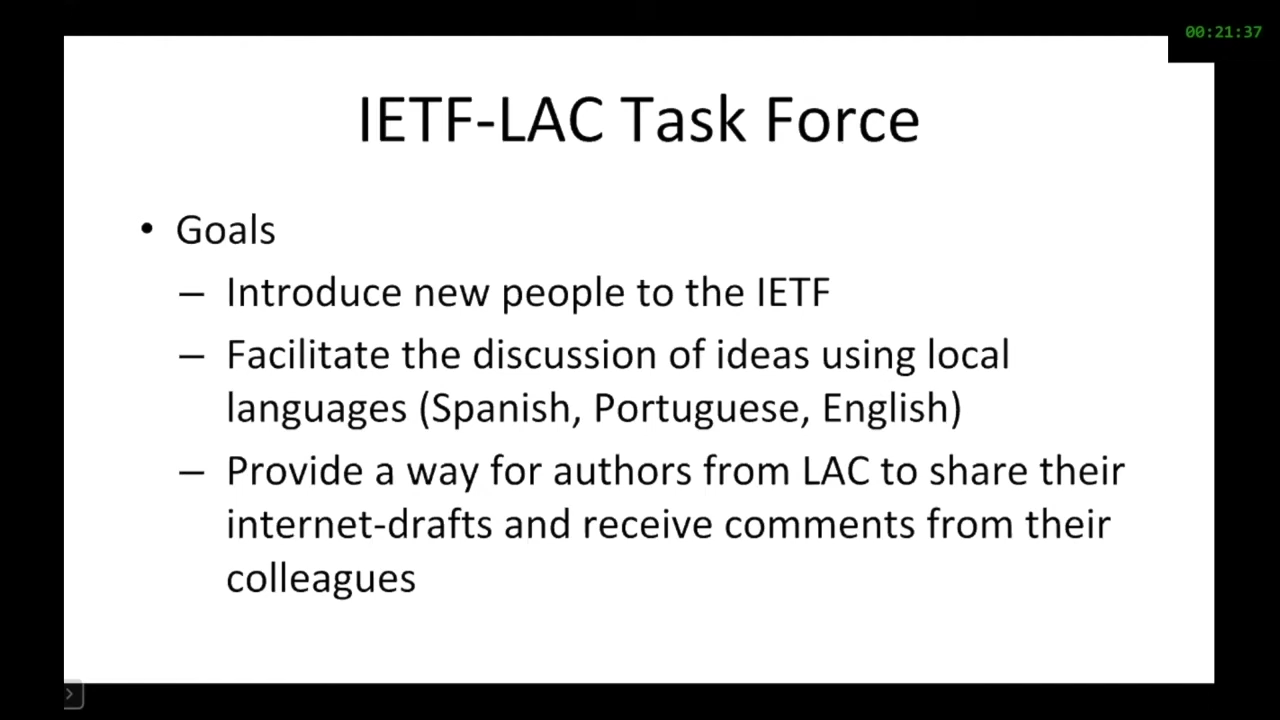 00:21:37
IETF-LAC Task Force
• Goals
– Introduce new people to the IETF
– Facilitate the discussion of ideas using local
languages (Spanish, Portuguese, English)
– Provide a way for authors from LAC to share their
internet-drafts and receive comments from their
colleagues